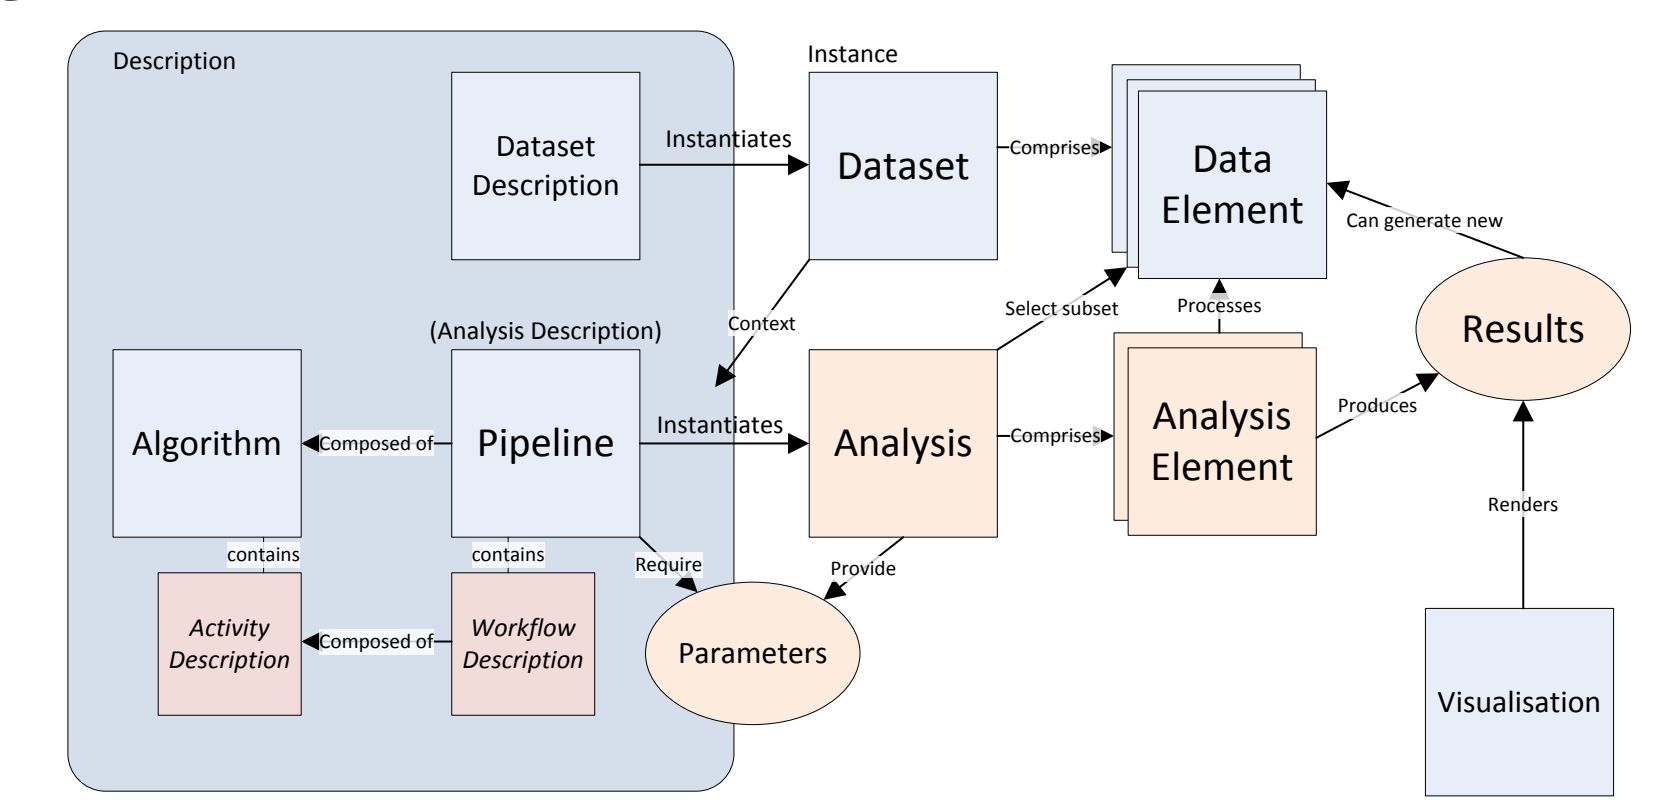 Description
Instance
Dataset
Description
Instantiates
Dataset
Comprises
Data
Element
Can generate new
Context
Select subset
Processes
Results
(Analysis Description)
Algorithm
Composed of
Pipeline
Instantiates
Analysis
Comprises
Analysis
Element
Produces
contains
contains
Require
Provide
Renders
Activity
Description
Composed of
Workflow
Description
Parameters
Visualisation